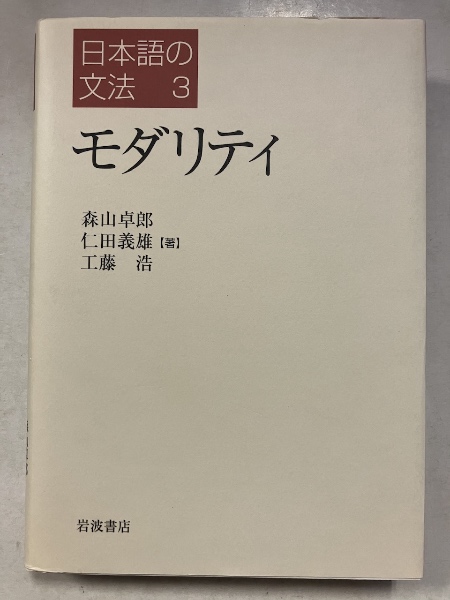 日本語の
文法 3
モダリティ
森山卓郎
仁田義雄【著】
工藤 浩
岩波書店